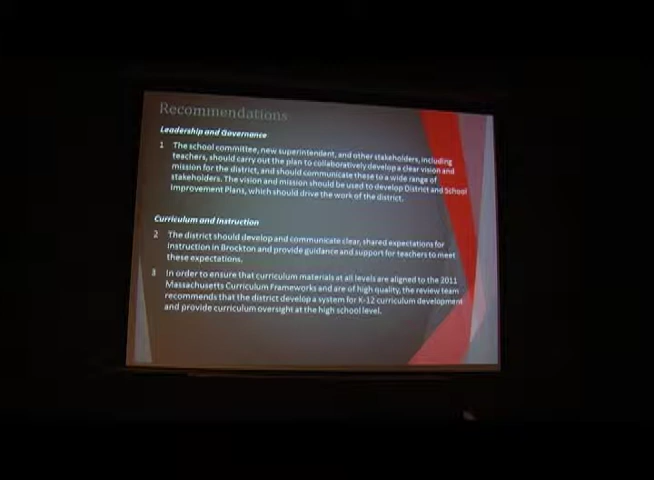 Recommendations
Leadership and Governance
1 The school committee, new superintendent, and other stakeholders, including
teachers, should carry out the plan to collaboratively develop a clear vision and
mission for the district, and should communicate these to a wide range of
stakeholders. The vision and mission should be used to develop District and School
Improvement Plans, which should drive the work of the district.
Curriculum and Instruction
2 The district should develop and communicate clear, shared expectations for
instruction in Brockton and provide guidance and support for teachers to meet
these expectations.
3 In order to ensure that curriculum materials at all levels are aligned to the 2011
Massachusetts Curriculum Frameworks and are of high quality, the review team
recommends that the district develop a system for K-12 curriculum development
and provide curriculum oversight at the high school level.